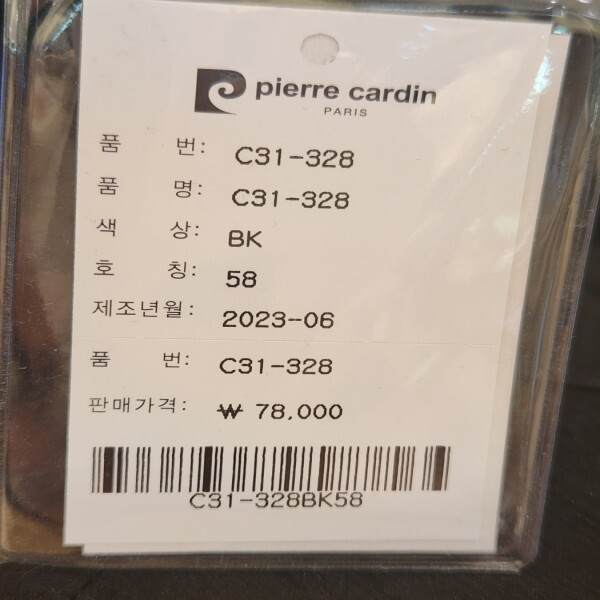 pierre cardin
PARIS
품 번: C31-328
품 명: C31-328
색 상: BK
호 칭: 58
제조년월: 2023-06
품 번: C31-328
판매가격: ₩ 78,000
C31-328BK58